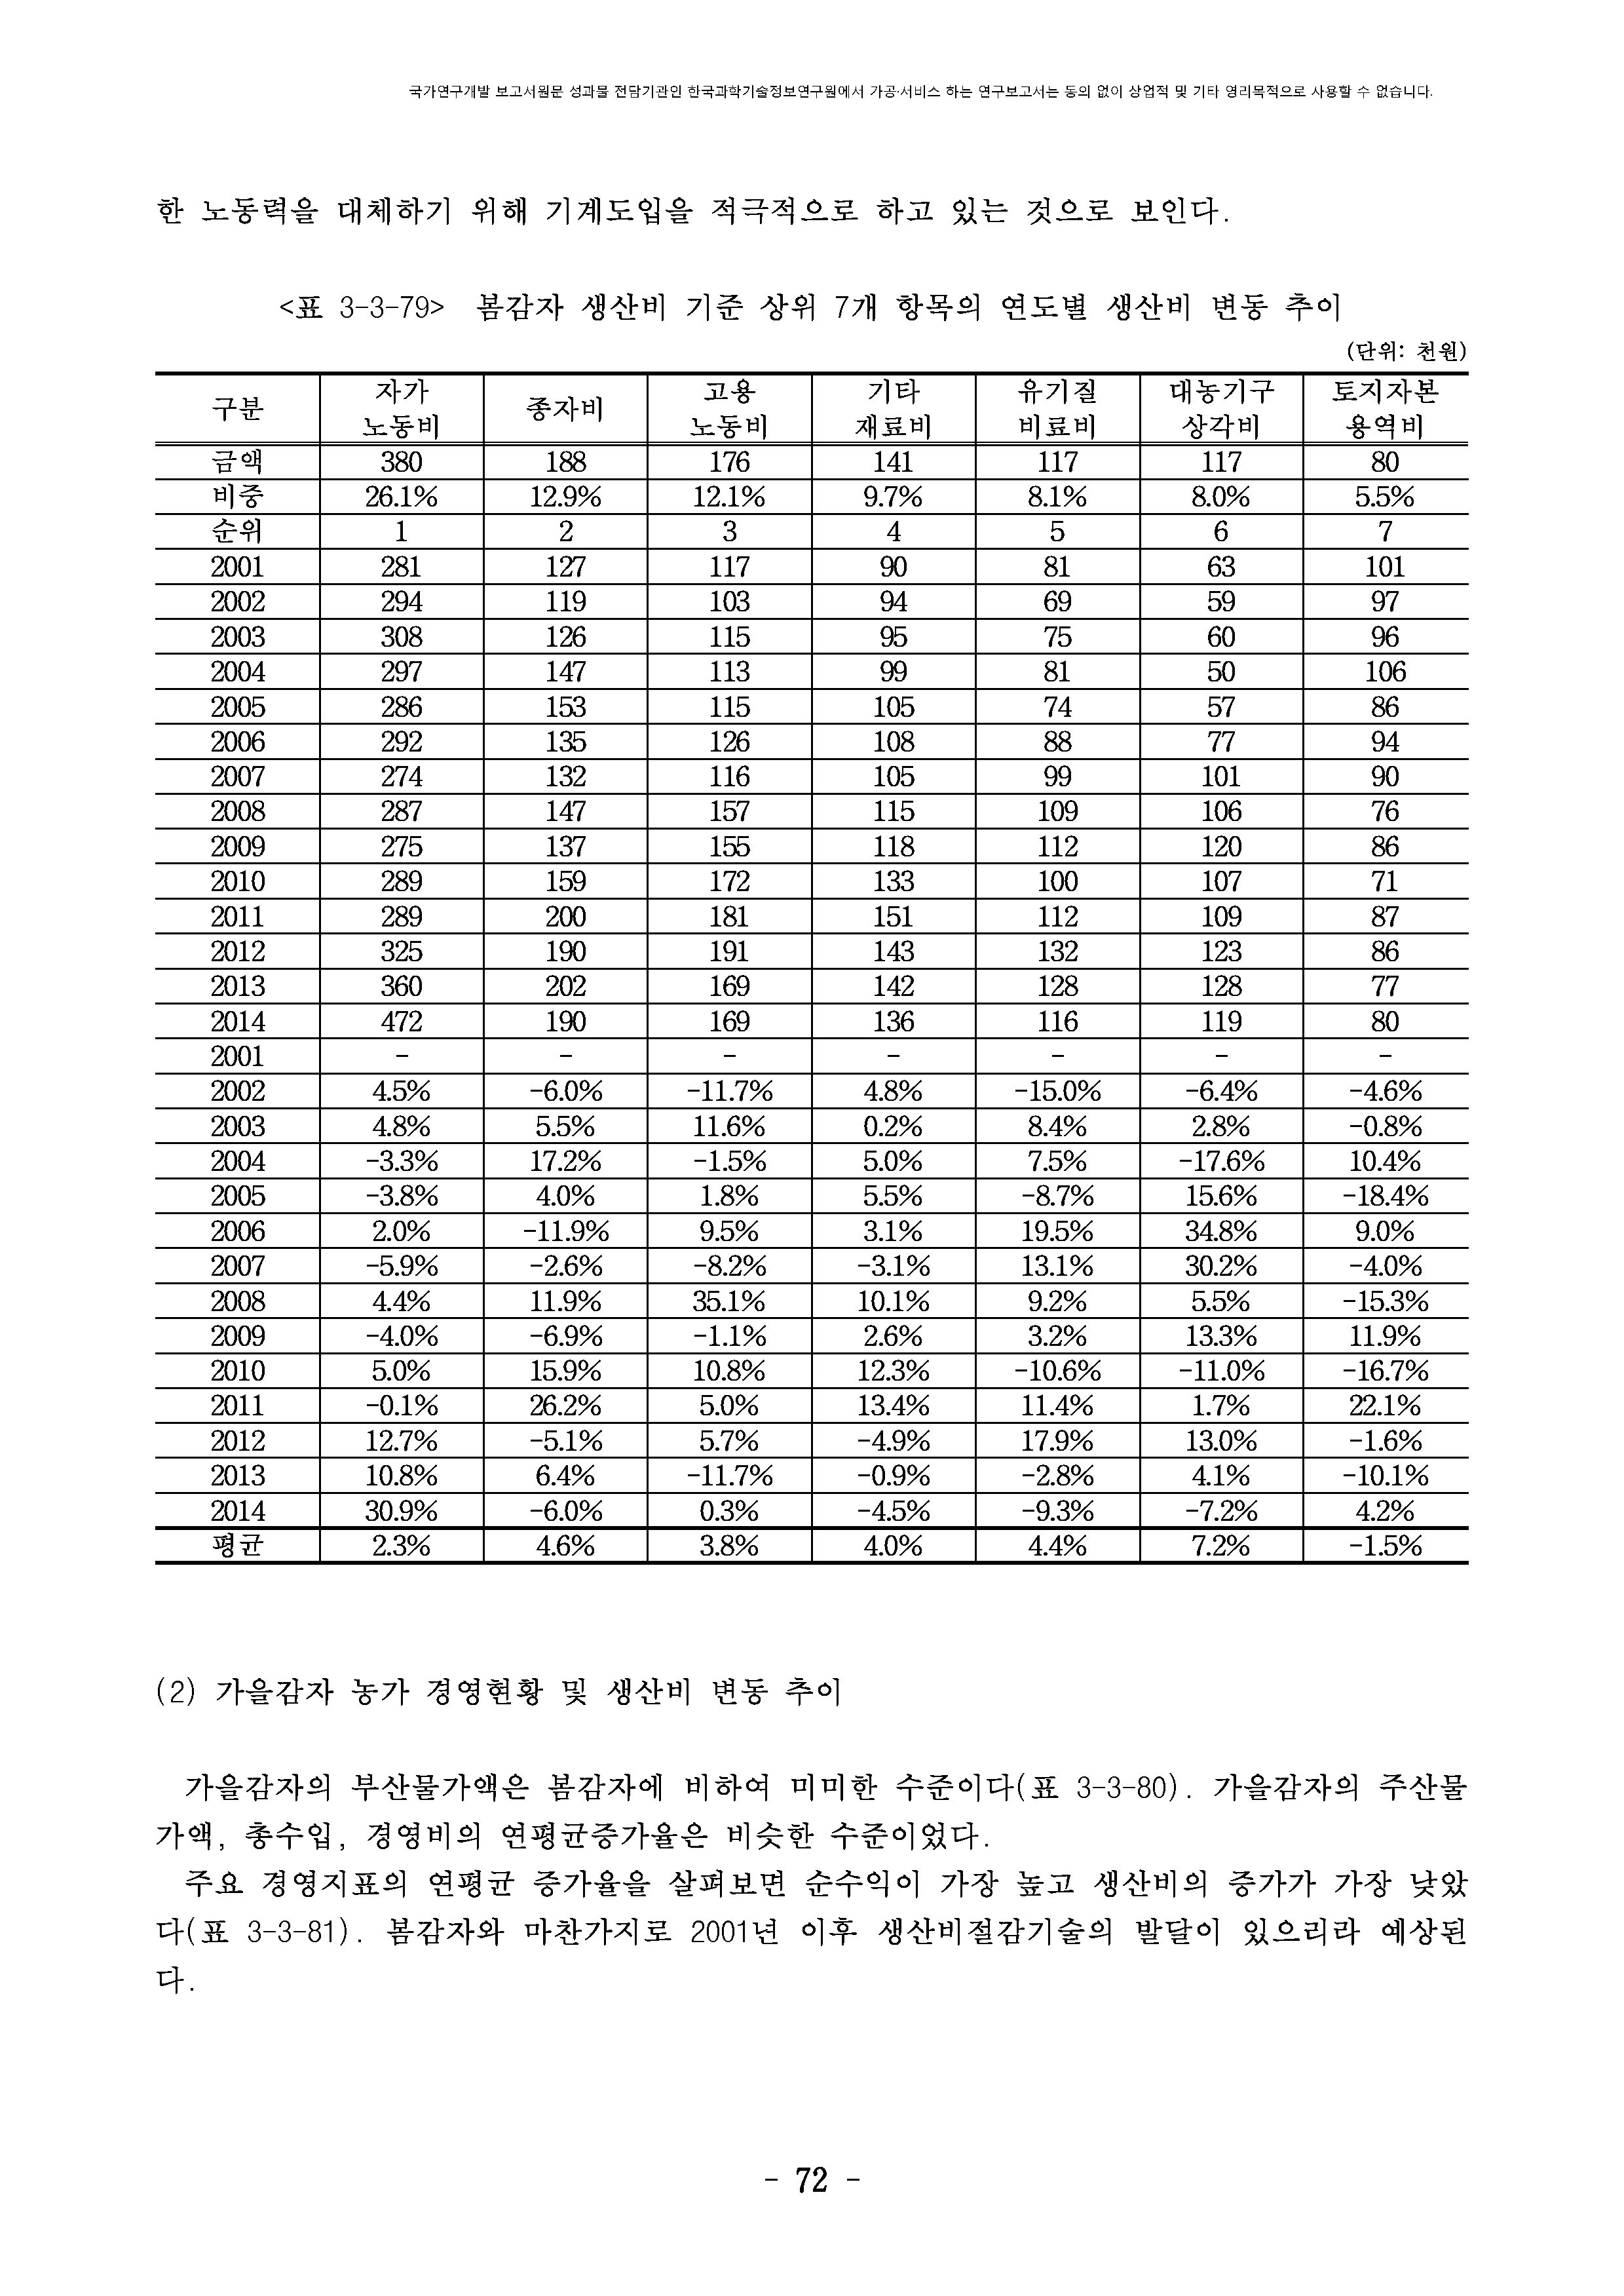 국가연구개발 보고서원문 성과물 전담기관인 한국과학기술정보연구원에서 가공·서비스 하는 연구보고서는 동의 없이 상업적 및 기타 영리목적으로 사용할 수 없습니다.
한 노동력을 대체하기 위해 기계도입을 적극적으로 하고 있는 것으로 보인다.
<표 3-3-79> 봄감자 생산비 기준 상위 7개 항목의 연도별 생산비 변동 추이
(단위: 천원)
구분 자가 노동비 종자비 고용 노동비 기타 재료비 유기질 비료비 대농기구 상각비 토지자본 용역비
금액 380 188 176 141 117 117 80
비중 26.1% 12.9% 12.1% 9.7% 8.1% 8.0% 5.5%
순위 1 2 3 4 5 6 7
2001 281 127 117 90 81 63 101
2002 294 119 103 94 69 59 97
2003 308 126 115 95 75 60 96
2004 297 147 113 99 81 50 106
2005 286 153 115 105 74 57 86
2006 292 135 126 108 88 77 94
2007 274 132 116 105 99 101 90
2008 287 147 157 115 109 106 76
2009 275 137 155 118 112 120 86
2010 289 159 172 133 100 107 71
2011 289 200 181 151 112 109 87
2012 325 190 191 143 132 123 86
2013 360 202 169 142 128 128 77
2014 472 190 169 136 116 119 80
2001 - - - - - - -
2002 4.5% -6.0% -11.7% 4.8% -15.0% -6.4% -4.6%
2003 4.8% 5.5% 11.6% 0.2% 8.4% 2.8% -0.8%
2004 -3.3% 17.2% -1.5% 5.0% 7.5% -17.6% 10.4%
2005 -3.8% 4.0% 1.8% 5.5% -8.7% 15.6% -18.4%
2006 2.0% -11.9% 9.5% 3.1% 19.5% 34.8% 9.0%
2007 -5.9% -2.6% -8.2% -3.1% 13.1% 30.2% -4.0%
2008 4.4% 11.9% 35.1% 10.1% 9.2% 5.5% -15.3%
2009 -4.0% -6.9% -1.1% 2.6% 3.2% 13.3% 11.9%
2010 5.0% 15.9% 10.8% 12.3% -10.6% -11.0% -16.7%
2011 -0.1% 26.2% 5.0% 13.4% 11.4% 1.7% 22.1%
2012 12.7% -5.1% 5.7% -4.9% 17.9% 13.0% -1.6%
2013 10.8% 6.4% -11.7% -0.9% -2.8% 4.1% -10.1%
2014 30.9% -6.0% 0.3% -4.5% -9.3% -7.2% 4.2%
평균 2.3% 4.6% 3.8% 4.0% 4.4% 7.2% -1.5%
(2) 가을감자 농가 경영현황 및 생산비 변동 추이
가을감자의 부산물가액은 봄감자에 비하여 미미한 수준이다(표 3-3-80). 가을감자의 주산물
가액, 총수입, 경영비의 연평균증가율은 비슷한 수준이었다.
주요 경영지표의 연평균 증가율을 살펴보면 순수익이 가장 높고 생산비의 증가가 가장 낮았
다(표 3-3-81). 봄감자와 마찬가지로 2001년 이후 생산비절감기술의 발달이 있으리라 예상된
다.
- 72 -